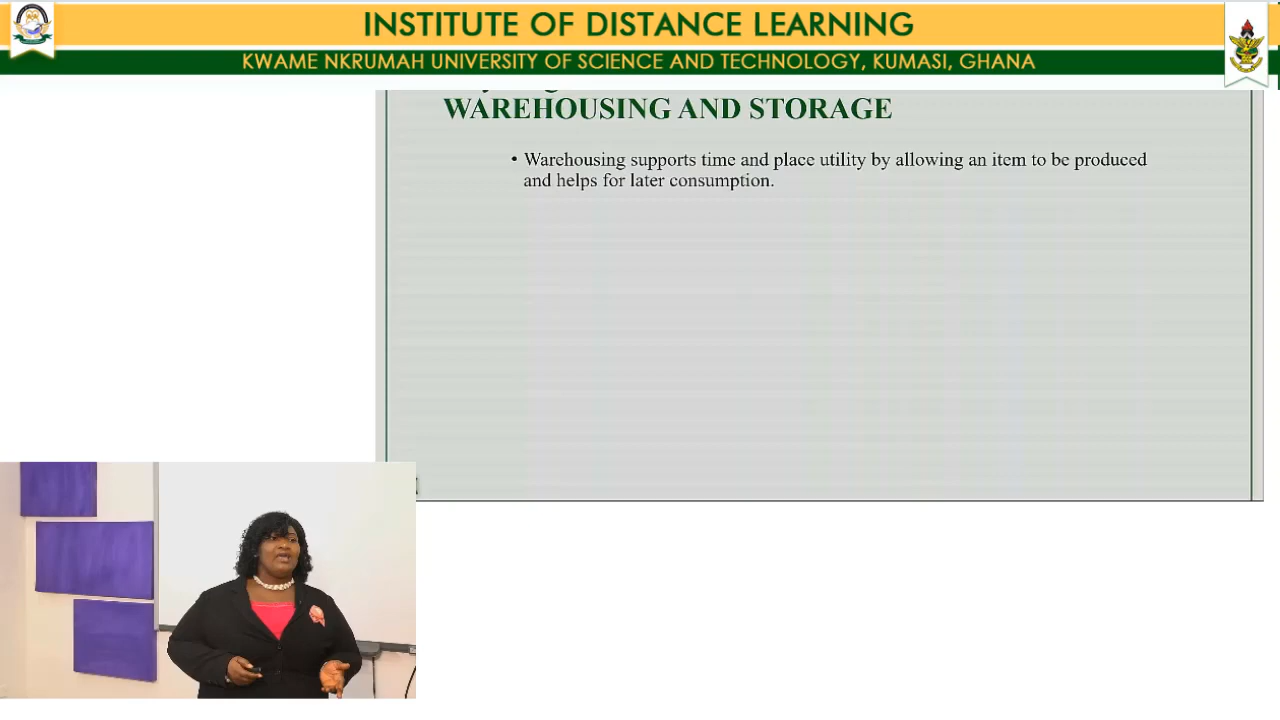 INSTITUTE OF DISTANCE LEARNING
KWAME NKRUMAH UNIVERSITY OF SCIENCE AND TECHNOLOGY, KUMASI, GHANA
WAREHOUSING AND STORAGE
• Warehousing supports time and place utility by allowing an item to be produced
and helps for later consumption.